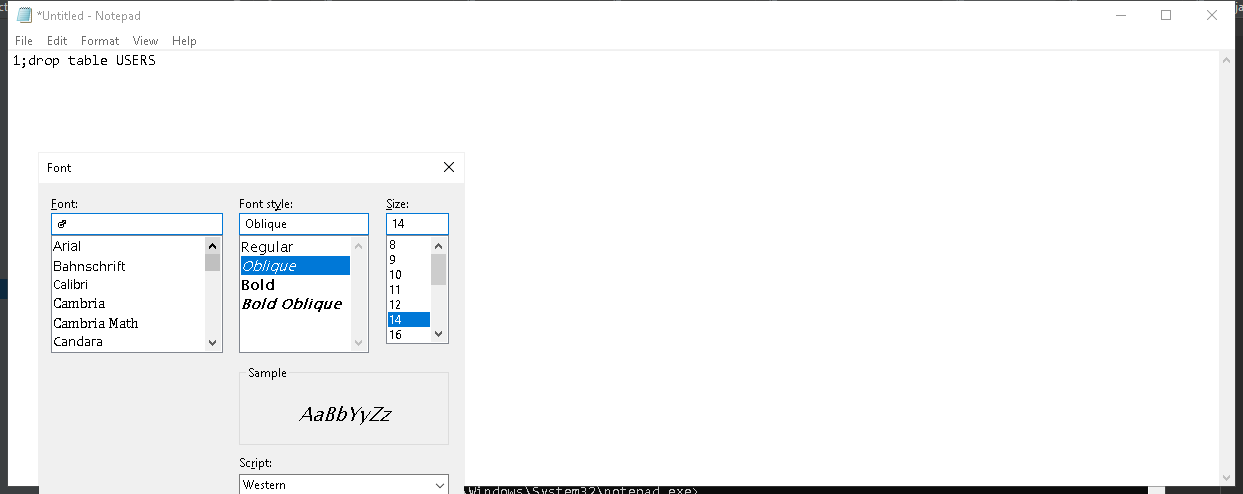 *Untitled - Notepad
File Edit Format View Help
1;drop table USERS
Font
Font: Font style: Size:
Oblique 14
Arial
Bahnschrift
Calibri
Cambria
Cambria Math
Candara
Regular
Oblique
Bold
Bold Oblique
8
9
10
11
12
14
16
Sample
AaBbYyZz
Script:
Western
\Windows\System32\notepad.exe>